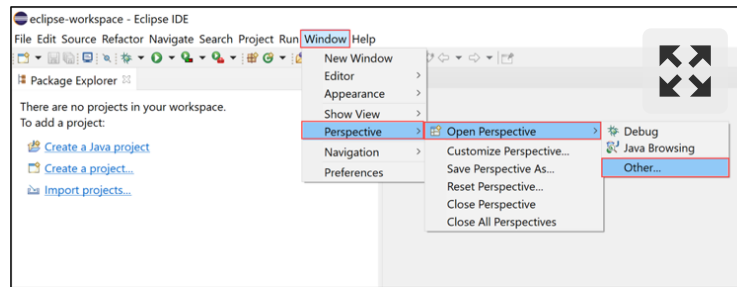 eclipse-workspace - Eclipse IDE
File Edit Source Refactor Navigate Search Project Run Window Help
Package Explorer
There are no projects in your workspace.
To add a project:
Create a Java project
Create a project...
Import projects...
New Window
Editor
Appearance
Show View
Perspective
Navigation
Preferences
Open Perspective
Customize Perspective...
Save Perspective As...
Reset Perspective...
Close Perspective
Close All Perspectives
Debug
Java Browsing
Other...